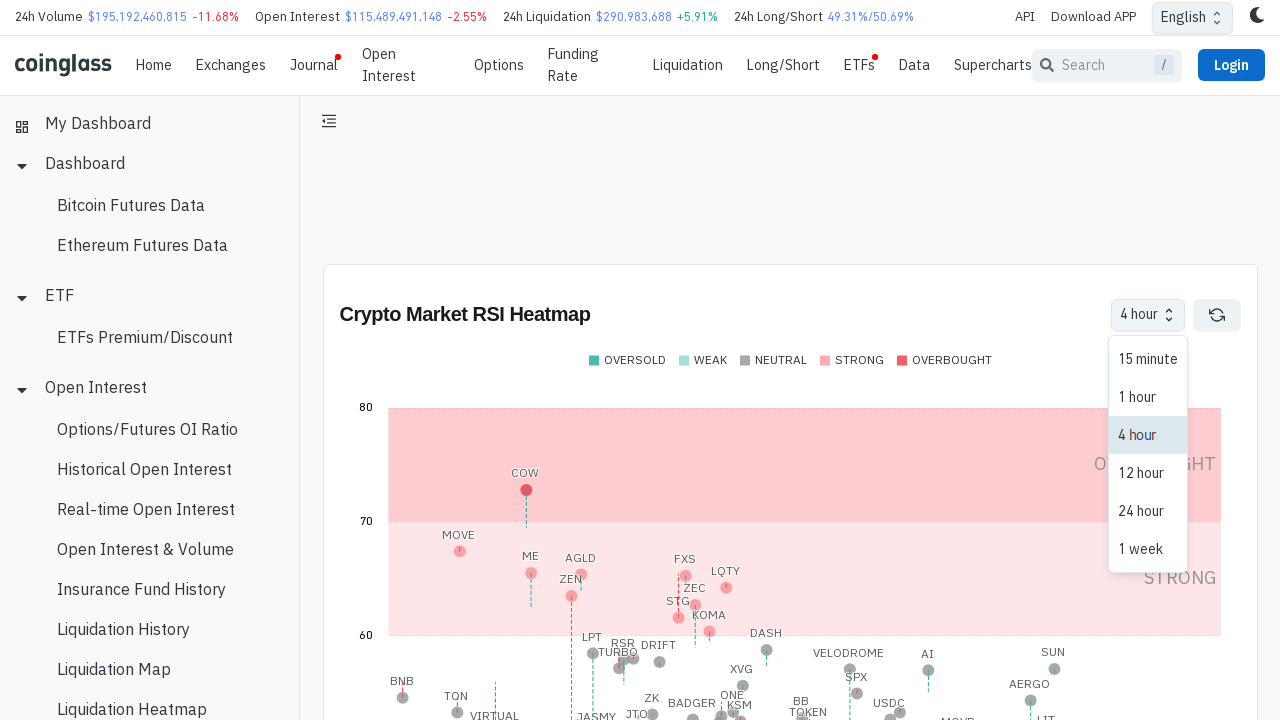 24h Volume $195,192,460,815 -11.68% Open Interest $115,489,491,148 -2.55% 24h Liquidation $290,983,688 +5.91% 24h Long/Short 49.31%/50.69% API Download APP English
coinglass Home Exchanges Journal Open Interest Options Funding Rate Liquidation Long/Short ETFs Data Supercharts Search / Login
My Dashboard
Dashboard
Bitcoin Futures Data
Ethereum Futures Data
ETF
ETFs Premium/Discount
Open Interest
Options/Futures OI Ratio
Historical Open Interest
Real-time Open Interest
Open Interest & Volume
Insurance Fund History
Liquidation History
Liquidation Map
Liquidation Heatmap
Crypto Market RSI Heatmap 4 hour
15 minute
1 hour
4 hour
12 hour
24 hour
1 week
OVERSOLD WEAK NEUTRAL STRONG OVERBOUGHT
80
COW
70
MOVE
ME AGLD FXS
ZEN LQTY
ZEC
STG
KOMA
STRONG
60
LPT RSR DRIFT DASH
TURBO VELODROME AI SUN
XVG SPX
BNB AERGO
TON ZK BADGER ONE BB USDC
KSM
VIRTUAL JASMY JTO TOKEN